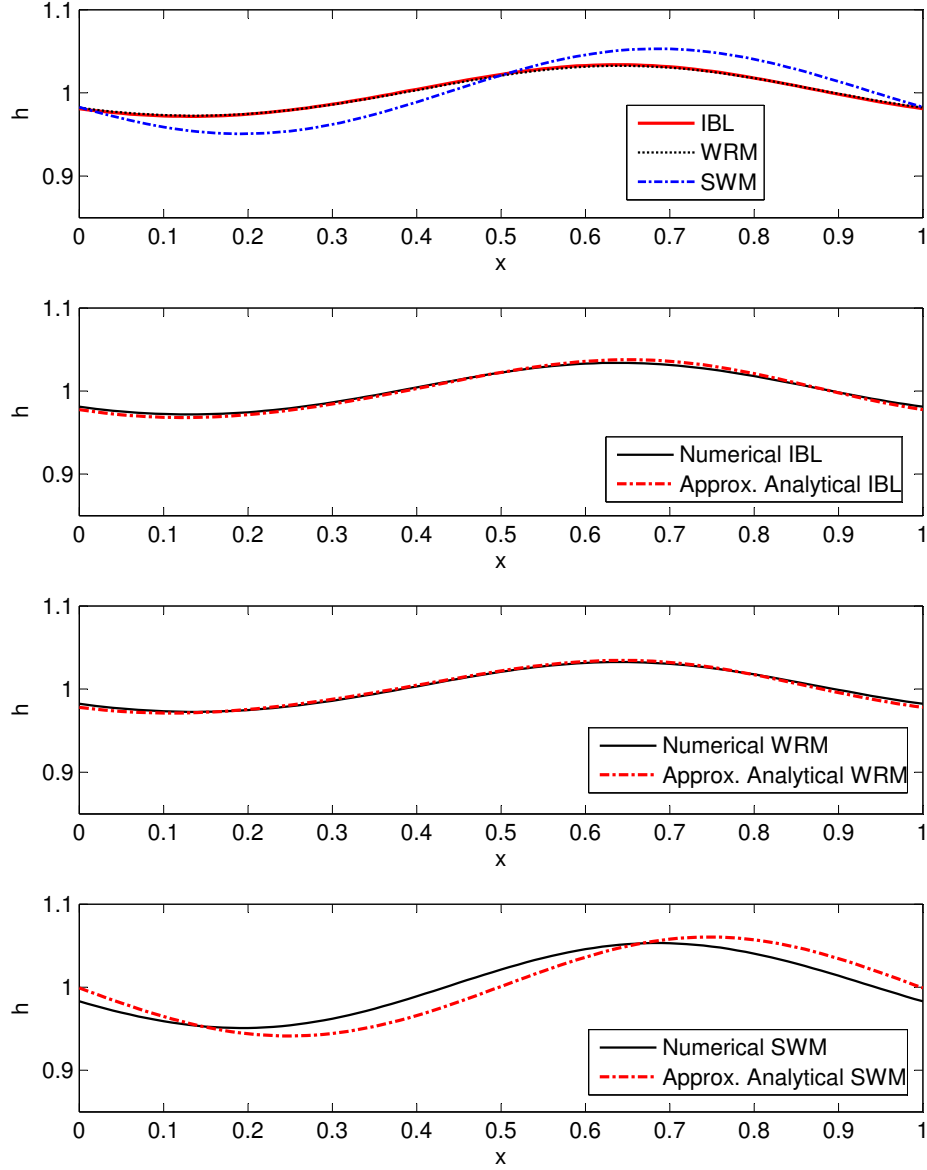 1.1
1
0.9
h
IBL
WRM
SWM
0 0.1 0.2 0.3 0.4 0.5 0.6 0.7 0.8 0.9 1
x
1.1
1
0.9
h
Numerical IBL
Approx. Analytical IBL
0 0.1 0.2 0.3 0.4 0.5 0.6 0.7 0.8 0.9 1
x
1.1
1
0.9
h
Numerical WRM
Approx. Analytical WRM
0 0.1 0.2 0.3 0.4 0.5 0.6 0.7 0.8 0.9 1
x
1.1
1
0.9
h
Numerical SWM
Approx. Analytical SWM
0 0.1 0.2 0.3 0.4 0.5 0.6 0.7 0.8 0.9 1
x